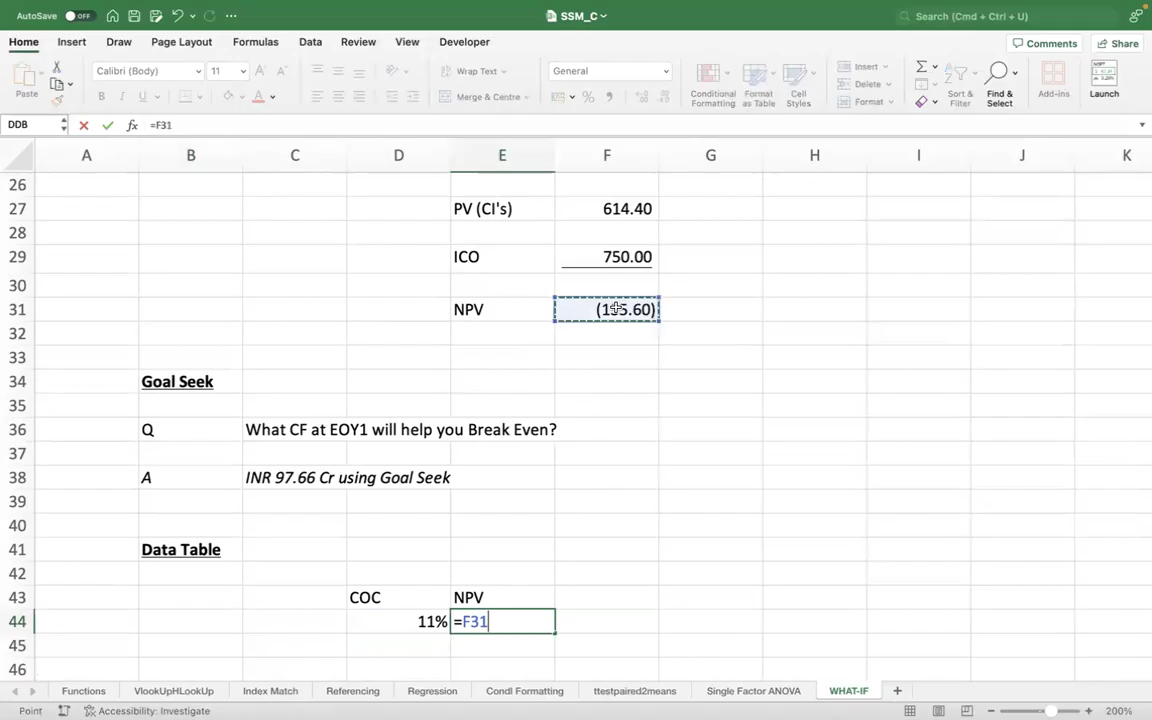 AutoSave OFF SSM_C Search (Cmd + Ctrl + U)
Home Insert Draw Page Layout Formulas Data Review View Developer Comments Share
Paste Calibri (Body) 11 Wrap Text General Conditional Formatting Format as Table Cell Styles Insert Sort & Filter Find & Select Add-ins Launch
B I U A Merge & Centre % Delete
Format
DDB fx =F31
A B C D E F G H I J K
26
27 PV (CI's) 614.40
28
29 ICO 750.00
30
31 NPV
32
33
34 Goal Seek
35
36 Q What CF at EOY1 will help you Break Even?
37
38 A INR 97.66 Cr using Goal Seek
39
40
41 Data Table
42
43 COC NPV
44 11% =F31
45
46
Functions VlookUpHLookUp Index Match Referencing Regression Condl Formatting ttestpaired2means Single Factor ANOVA WHAT-IF
Point Accessibility: Investigate 200%